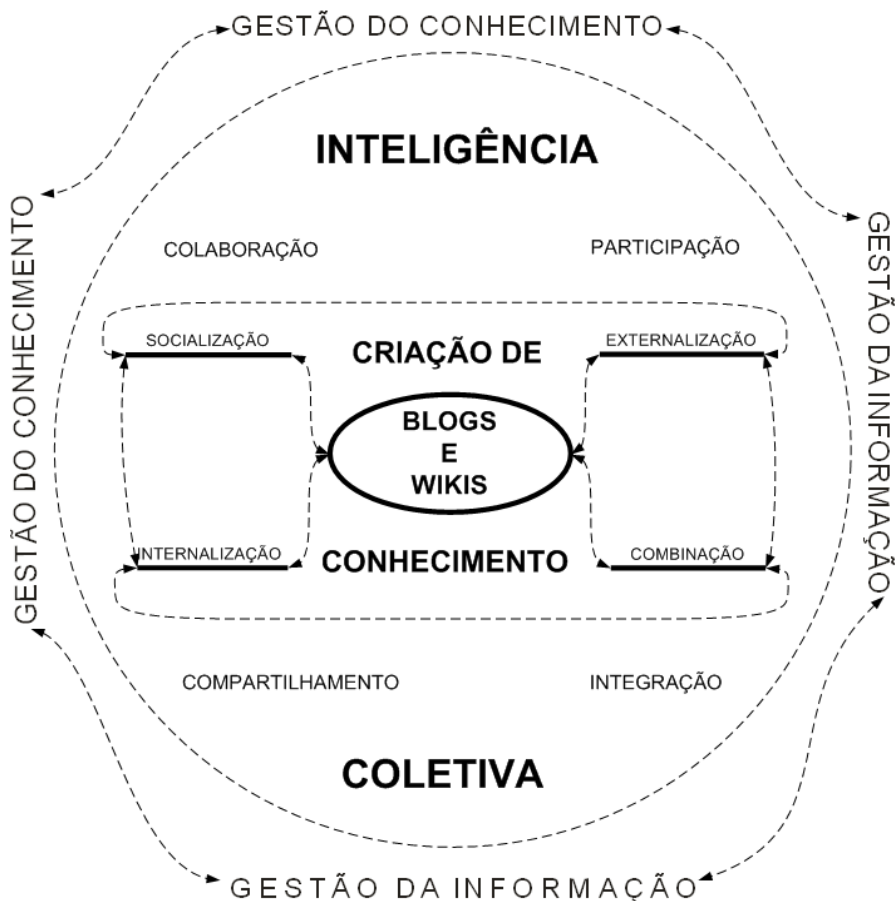 GESTÃO DO CONHECIMENTO
INTELIGÊNCIA
GESTÃO DO CONHECIMENTO
GESTÃO DA INFORMAÇÃO
COLABORAÇÃO
PARTICIPAÇÃO
SOCIALIZAÇÃO
CRIAÇÃO DE
EXTERNALIZAÇÃO
BLOGS
E
WIKIS
INTERNALIZAÇÃO
CONHECIMENTO
COMBINAÇÃO
COMPARTILHAMENTO
INTEGRAÇÃO
COLETIVA
GESTÃO DA INFORMAÇÃO